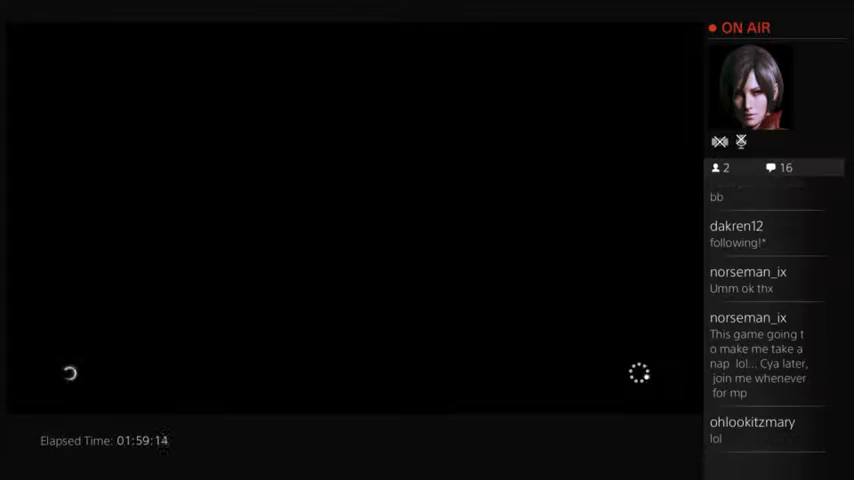 ON AIR
2 16
bb
dakren12
following!*
norseman_ix
Umm ok thx
norseman_ix
This game going t
o make me take a
nap lol... Cya later,
join me whenever
for mp
ohlookitzmary
lol
Elapsed Time: 01:59:14